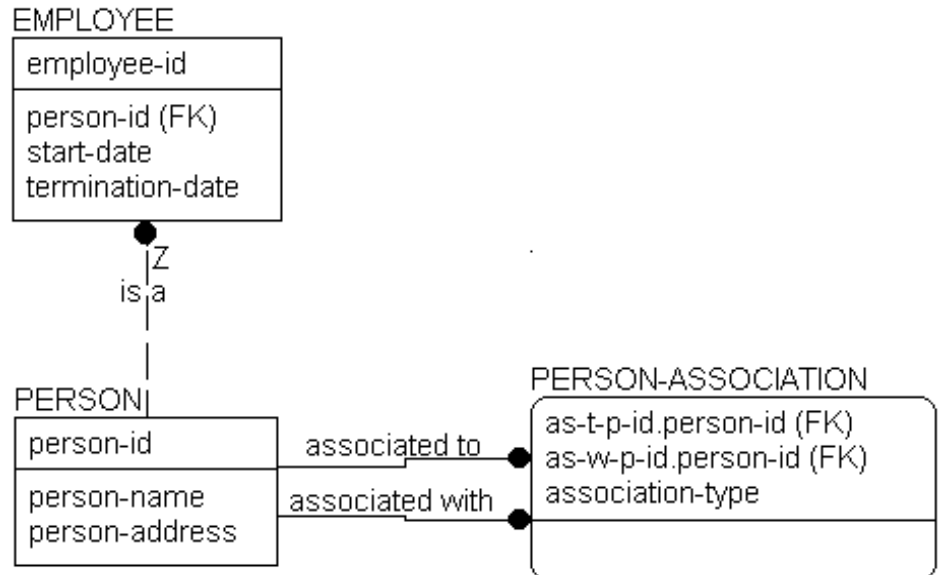 EMPLOYEE
employee-id
person-id (FK)
start-date
termination-date
Z
is a
PERSON
person-id
person-name
person-address
associated to
associated with
PERSON-ASSOCIATION
as-t-p-id.person-id (FK)
as-w-p-id.person-id (FK)
association-type